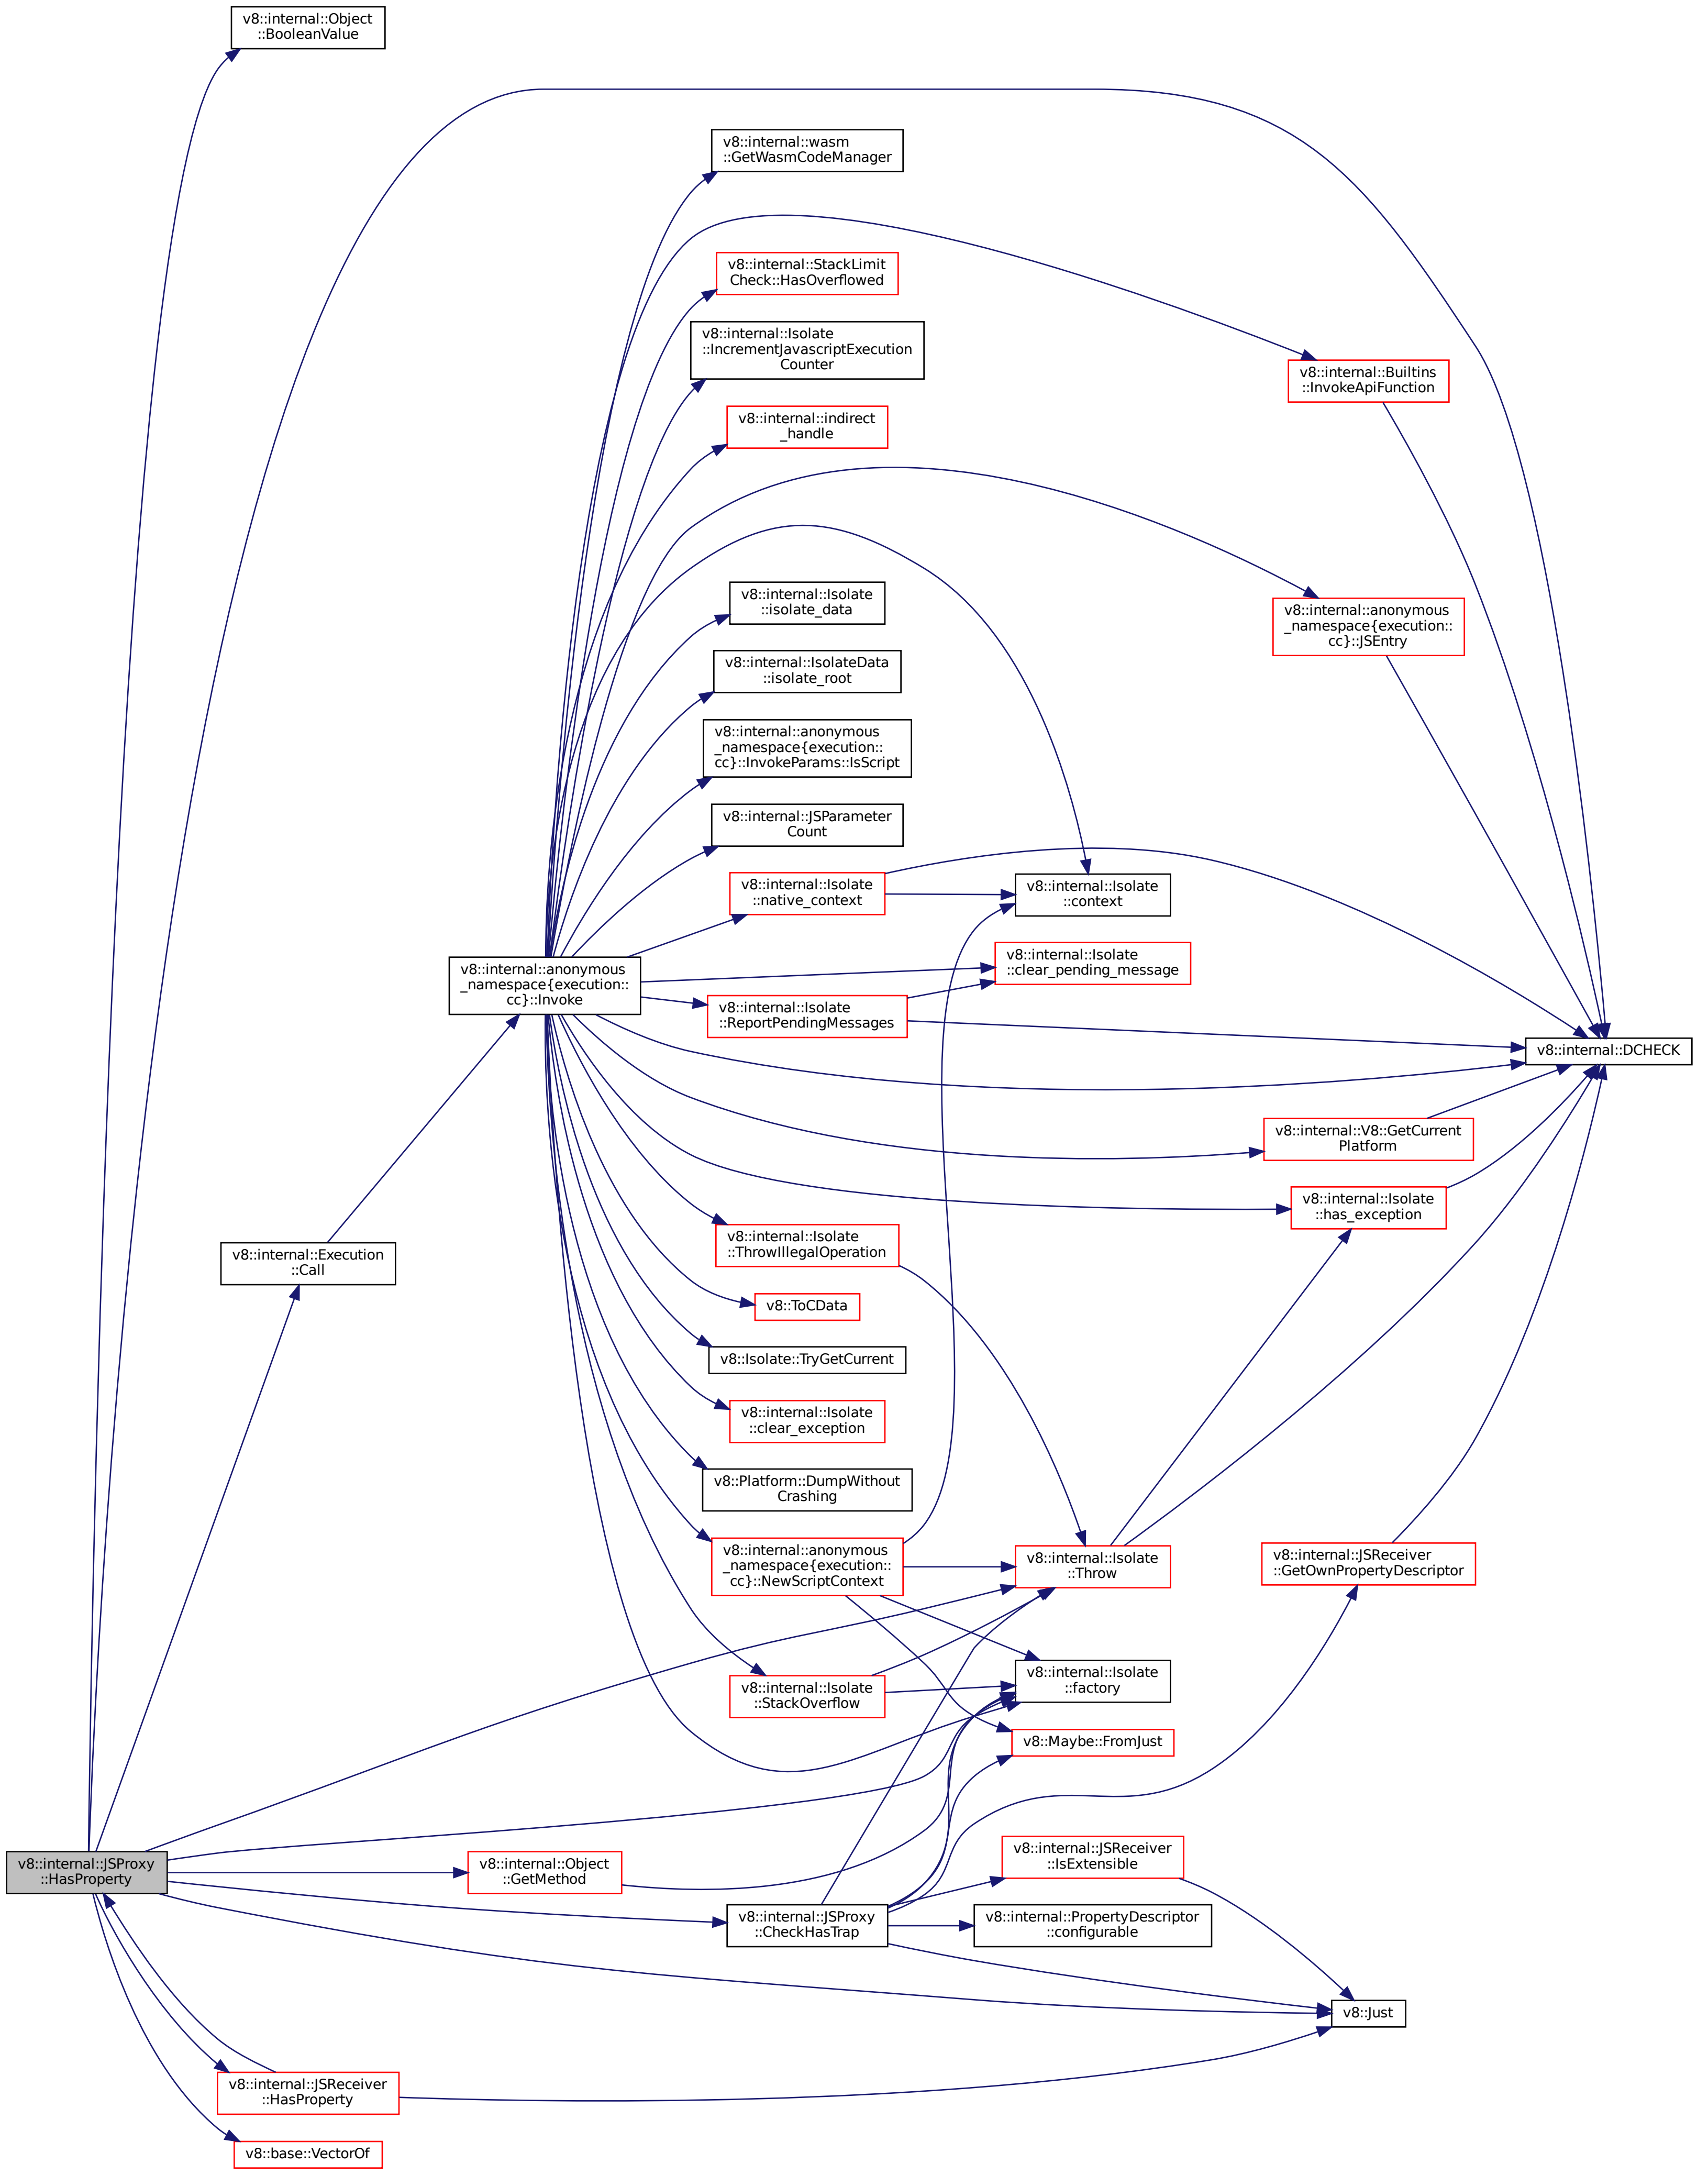 v8::internal::Object
::BooleanValue
v8::internal::wasm
::GetWasmCodeManager
v8::internal::StackLimit
Check::HasOverflowed
v8::internal::Isolate
::IncrementJavascriptExecution
Counter
v8::internal::Builtins
::InvokeApiFunction
v8::internal::indirect
_handle
v8::internal::Isolate
::isolate_data
v8::internal::anonymous
_namespace{execution::
cc}::JSEntry
v8::internal::IsolateData
::isolate_root
v8::internal::anonymous
_namespace{execution::
cc}::InvokeParams::IsScript
v8::internal::JSParameter
Count
v8::internal::Isolate
::native_context
v8::internal::Isolate
::context
v8::internal::anonymous
_namespace{execution::
cc}::Invoke
v8::internal::Isolate
::clear_pending_message
v8::internal::Isolate
::ReportPendingMessages
v8::internal::DCHECK
v8::internal::V8::GetCurrent
Platform
v8::internal::Isolate
::has_exception
v8::internal::Execution
::Call
v8::internal::Isolate
::ThrowIllegalOperation
v8::ToCData
v8::Isolate::TryGetCurrent
v8::internal::Isolate
::clear_exception
v8::Platform::DumpWithout
Crashing
v8::internal::anonymous
_namespace{execution::
cc}::NewScriptContext
v8::internal::Isolate
::Throw
v8::internal::JSReceiver
::GetOwnPropertyDescriptor
v8::internal::Isolate
::StackOverflow
v8::internal::Isolate
::factory
v8::Maybe::FromJust
v8::internal::JSProxy
::HasProperty
v8::internal::Object
::GetMethod
v8::internal::JSReceiver
::IsExtensible
v8::internal::JSProxy
::CheckHasTrap
v8::internal::PropertyDescriptor
::configurable
v8::Just
v8::internal::JSReceiver
::HasProperty
v8::base::VectorOf